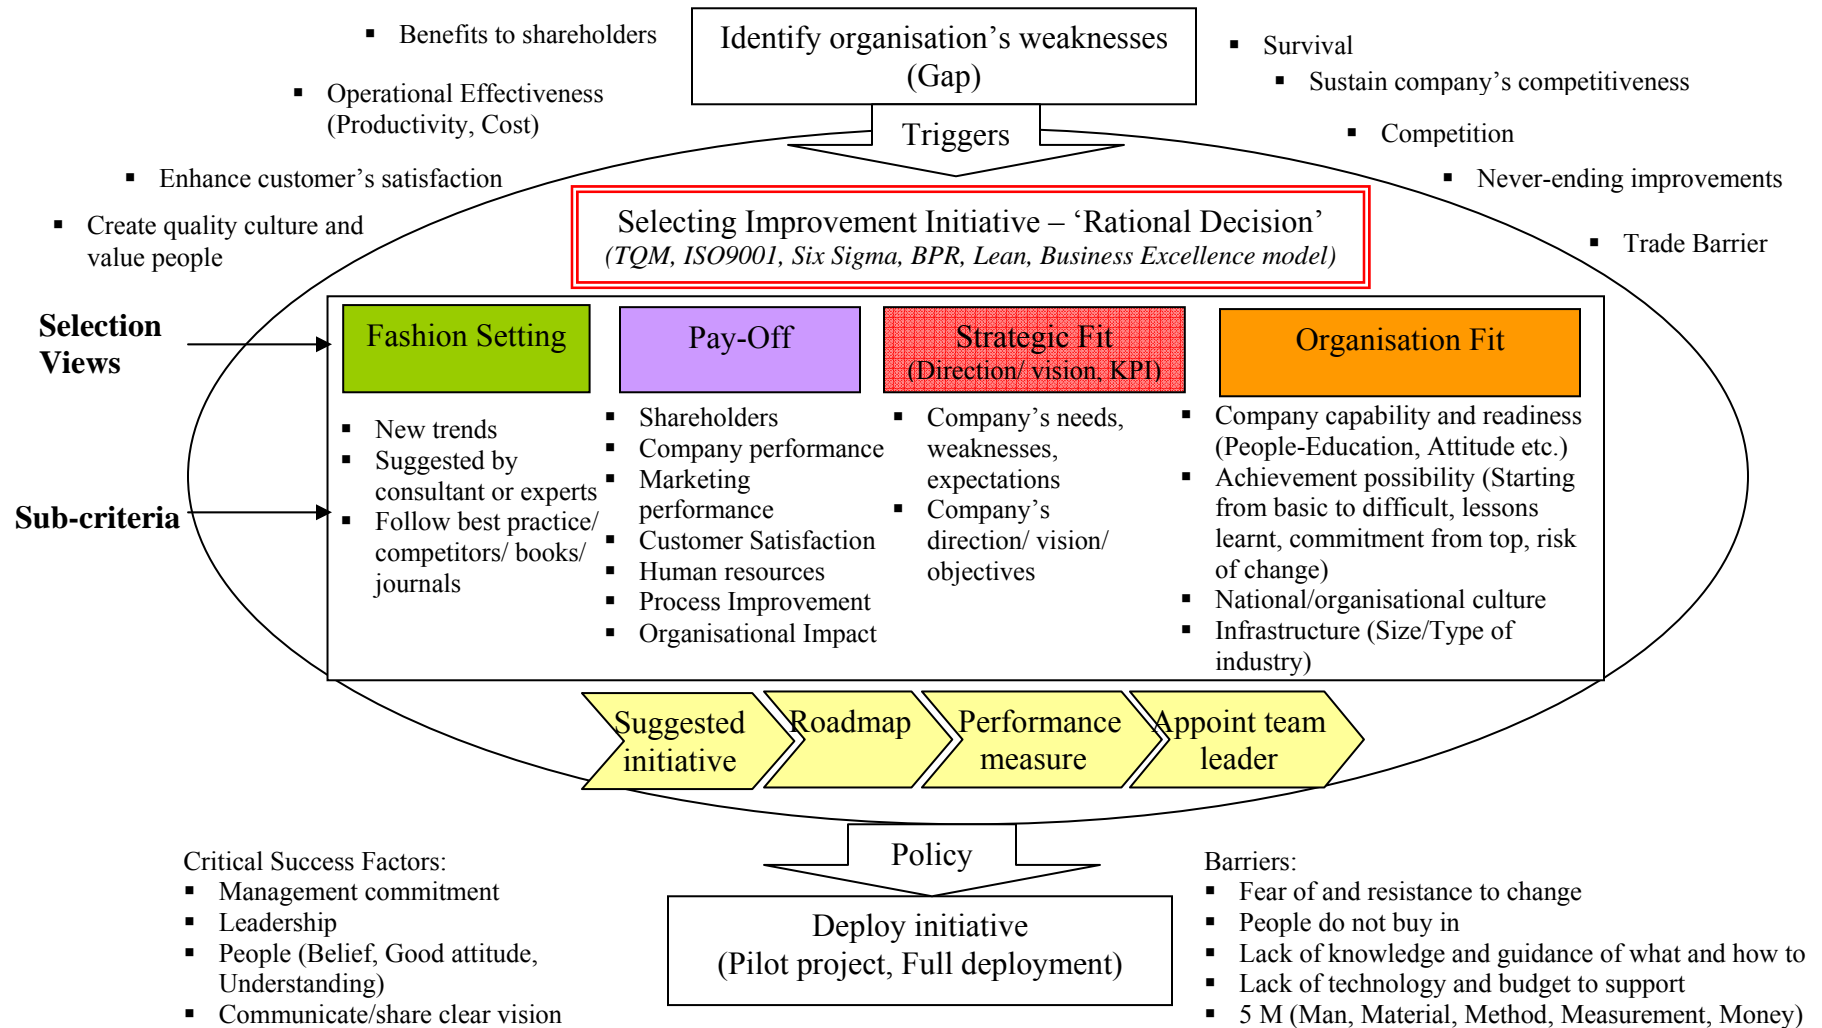 Identify organisation’s weaknesses
(Gap)
▪ Benefits to shareholders
▪ Operational Effectiveness
(Productivity, Cost)
▪ Enhance customer’s satisfaction
▪ Create quality culture and
value people
▪ Survival
▪ Sustain company’s competitiveness
▪ Competition
▪ Never-ending improvements
▪ Trade Barrier
Triggers
Selecting Improvement Initiative – ‘Rational Decision’
(TQM, ISO9001, Six Sigma, BPR, Lean, Business Excellence model)
Selection
Views
Fashion Setting
Pay-Off
Strategic Fit
(Direction/ vision, KPI)
Organisation Fit
Sub-criteria
▪ New trends
▪ Suggested by
consultant or experts
▪ Follow best practice/
competitors/ books/
journals
▪ Shareholders
▪ Company performance
▪ Marketing
performance
▪ Customer Satisfaction
▪ Human resources
▪ Process Improvement
▪ Organisational Impact
▪ Company’s needs,
weaknesses,
expectations
▪ Company’s
direction/ vision/
objectives
▪ Company capability and readiness
(People-Education, Attitude etc.)
▪ Achievement possibility (Starting
from basic to difficult, lessons
learnt, commitment from top, risk
of change)
▪ National/organisational culture
▪ Infrastructure (Size/Type of
industry)
Suggested
initiative
Roadmap
Performance
measure
Appoint team
leader
Policy
Deploy initiative
(Pilot project, Full deployment)
Critical Success Factors:
▪ Management commitment
▪ Leadership
▪ People (Belief, Good attitude,
Understanding)
▪ Communicate/share clear vision
Barriers:
▪ Fear of and resistance to change
▪ People do not buy in
▪ Lack of knowledge and guidance of what and how to
▪ Lack of technology and budget to support
▪ 5 M (Man, Material, Method, Measurement, Money)